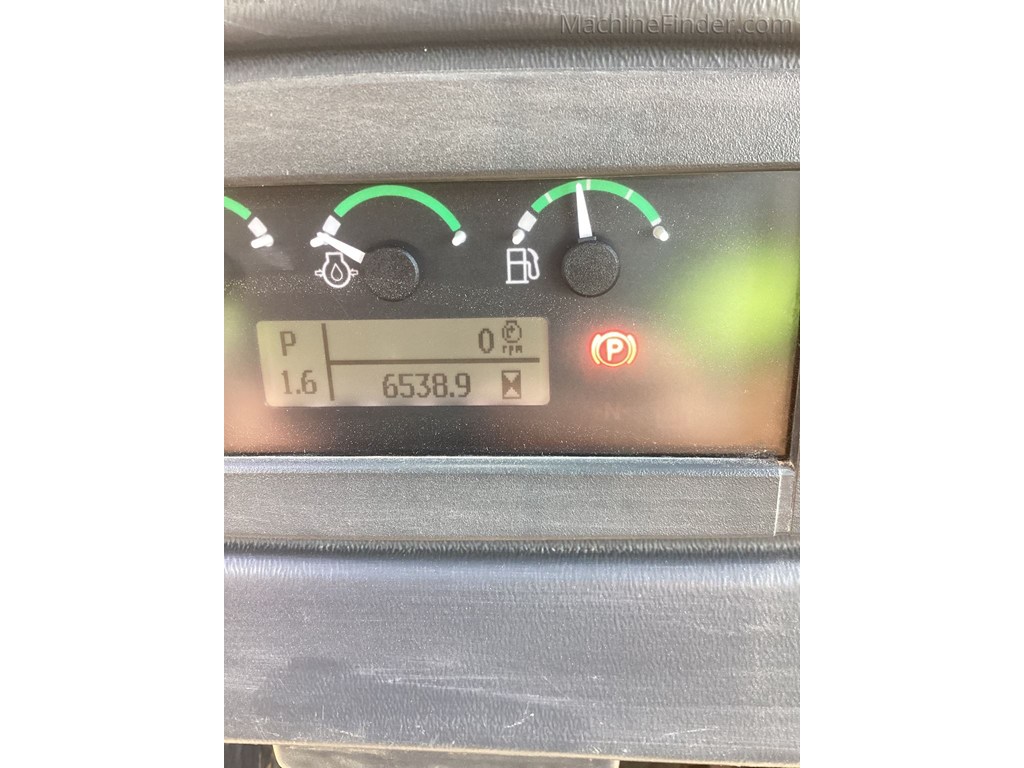 MachineFinder.com
P 0 rpm
1.6 6538.9
P